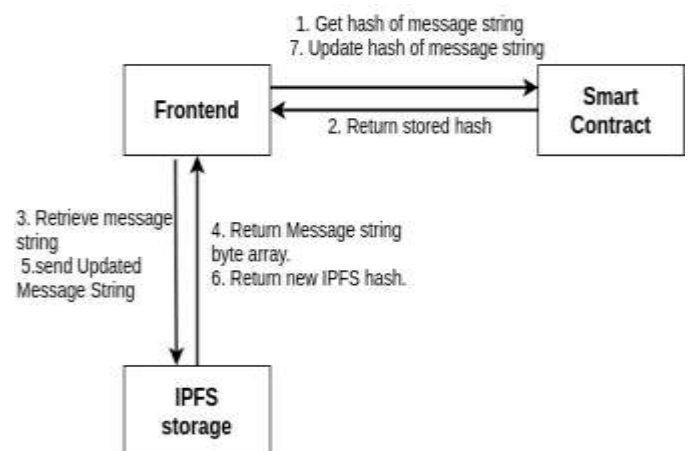 1. Get hash of message string
7. Update hash of message string
Frontend
Smart
Contract
2. Return stored hash
3. Retrieve message
string
5.send Updated
Message String
4. Return Message string
byte array.
6. Return new IPFS hash.
IPFS
storage